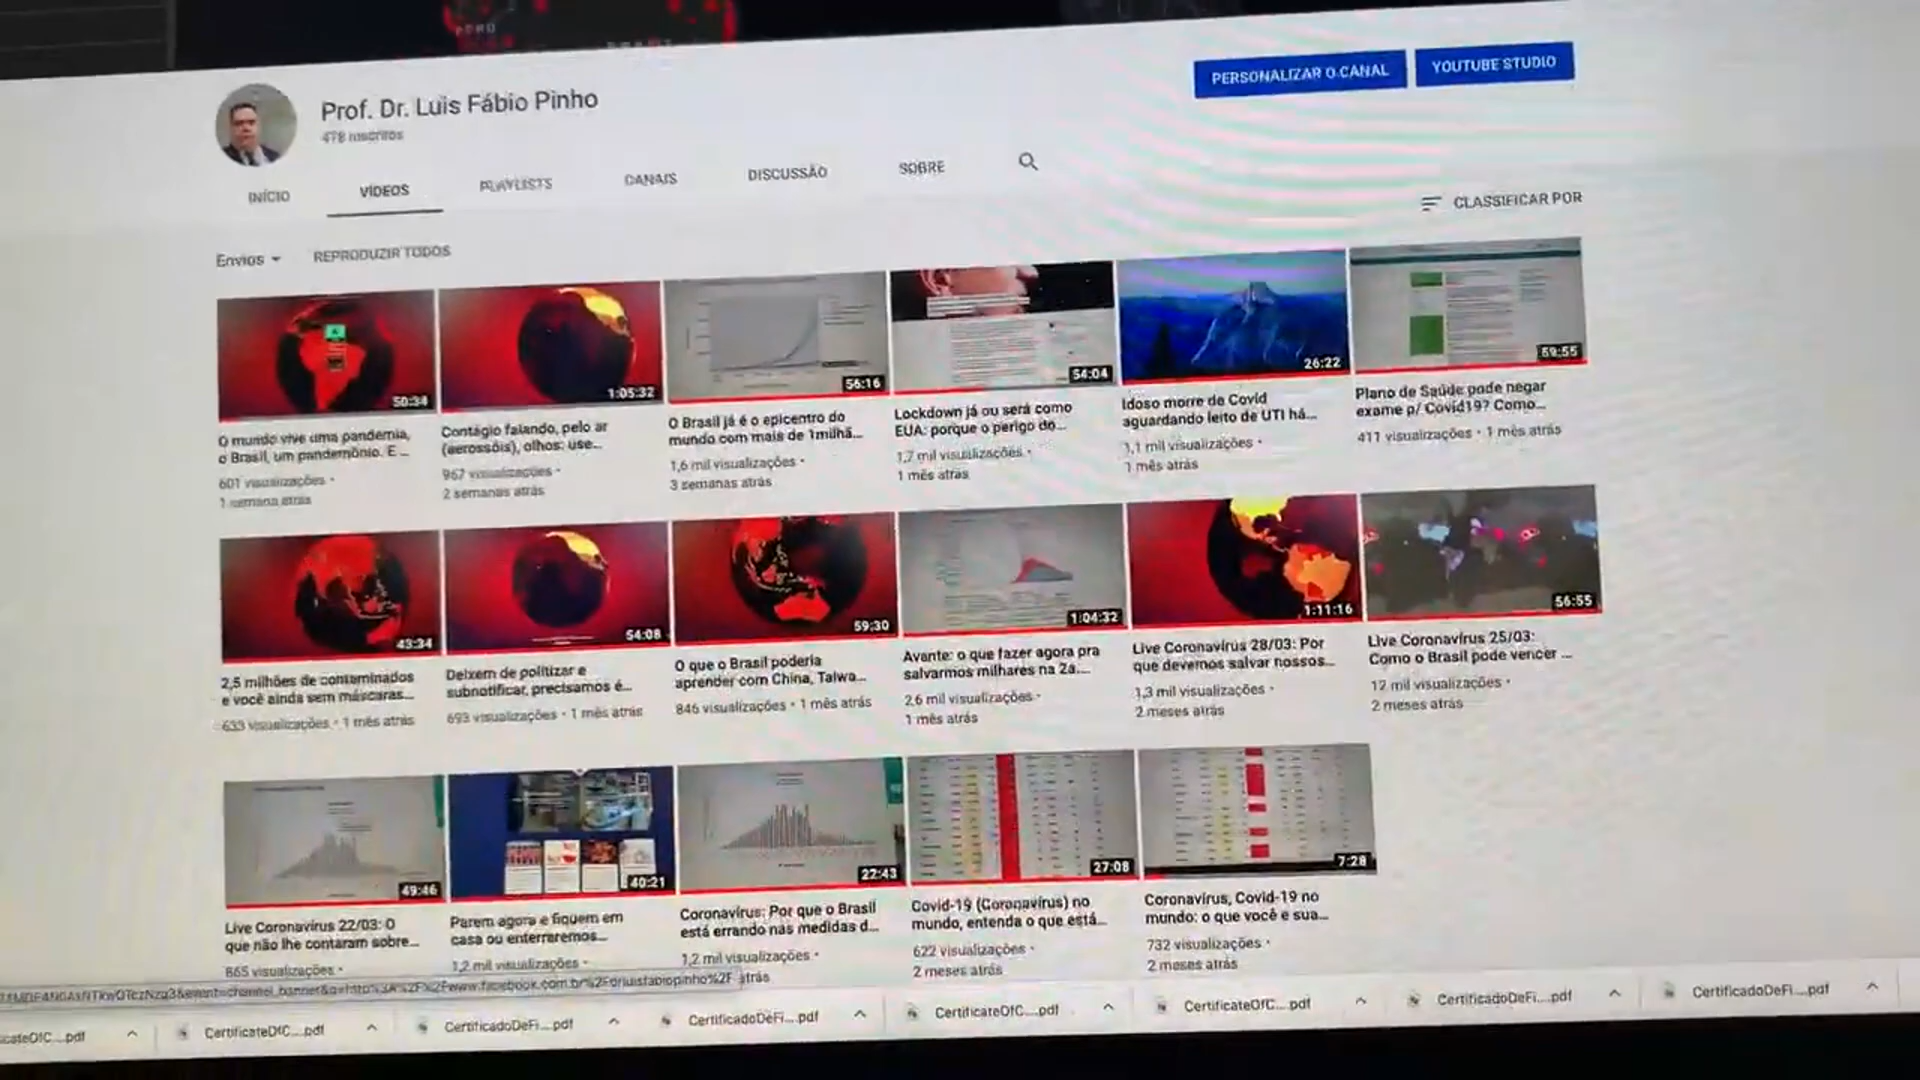 PERSONALIZAR O CANAL
YOUTUBE STUDIO
Prof. Dr. Luis Fábio Pinho
478 inscritos
INÍCIO
VÍDEOS
PLAYLISTS
CANAIS
DISCUSSÃO
SOBRE
CLASSIFICAR POR
Envios
REPRODUZIR TODOS
50:34
1:05:32
56:16
54:04
26:22
59:55
O mundo vive uma pandemia,
o Brasil, um pandemônio. E ...
601 visualizações •
1 semana atrás
Contágio falando, pelo ar
(aerossóis), olhos: use...
967 visualizações •
2 semanas atrás
O Brasil já é o epicentro do
mundo com mais de 1milhã...
1,6 mil visualizações •
3 semanas atrás
Lockdown já ou será como
EUA: porque o perigo do...
1,7 mil visualizações •
1 mês atrás
Idoso morre de Covid
aguardando leito de UTI há...
1,1 mil visualizações •
1 mês atrás
Plano de Saúde pode negar
exame p/ Covid19? Como...
411 visualizações • 1 mês atrás
43:34
54:08
59:30
1:04:32
1:11:16
56:55
2,5 milhões de contaminados
e você ainda sem máscaras...
633 visualizações • 1 mês atrás
Deixem de politizar e
subnotificar, precisamos é...
693 visualizações • 1 mês atrás
O que o Brasil poderia
aprender com China, Taiwa...
846 visualizações • 1 mês atrás
Avante: o que fazer agora pra
salvarmos milhares na 2a....
2,6 mil visualizações •
1 mês atrás
Live Coronavírus 28/03: Por
que devemos salvar nossos...
1,3 mil visualizações •
2 meses atrás
Live Coronavírus 25/03:
Como o Brasil pode vencer ...
12 mil visualizações •
2 meses atrás
49:46
40:21
22:43
27:08
7:28
Live Coronavírus 22/03: O
que não lhe contaram sobre...
865 visualizações •
Parem agora e fiquem em
casa ou enterraremos...
1,2 mil visualizações •
Coronavírus: Por que o Brasil
está errando nas medidas d...
1,2 mil visualizações •
atrás
Covid-19 (Coronavírus) no
mundo, entenda o que está...
622 visualizações •
2 meses atrás
Coronavírus, Covid-19 no
mundo: o que você e sua...
732 visualizações •
2 meses atrás
icateOfC....pdf
CertificateOfC....pdf
CertificadoDeFi....pdf
CertificadoDeFi....pdf
CertificateOfC....pdf
CertificateOfC....pdf
CertificadoDeFi....pdf
CertificadoDeFi....pdf